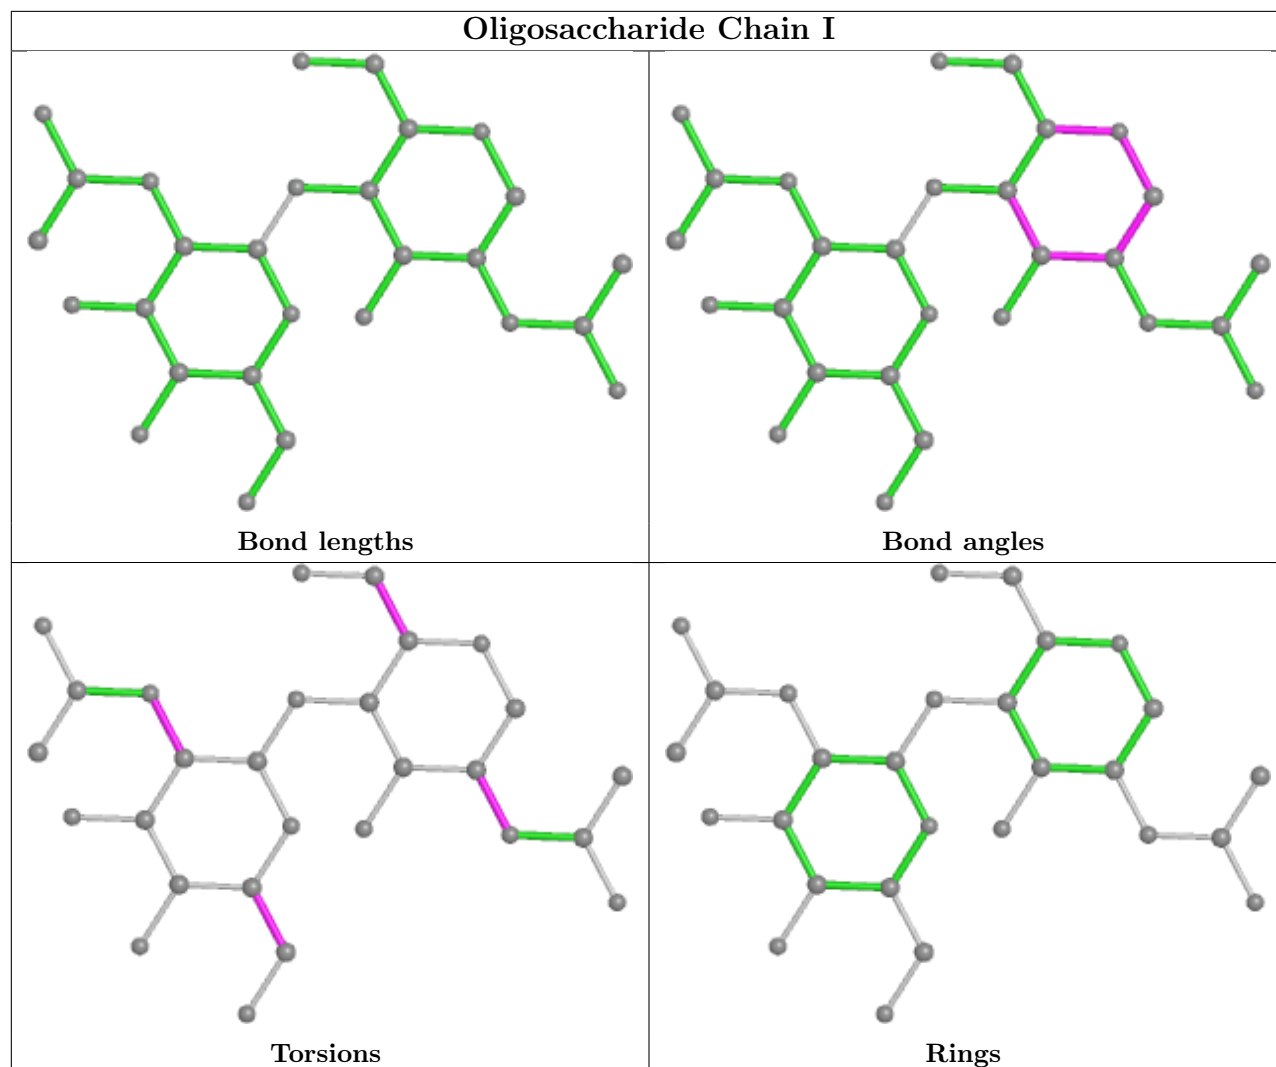 Oligosaccharide Chain I
Bond lengths
Bond angles
Torsions
Rings